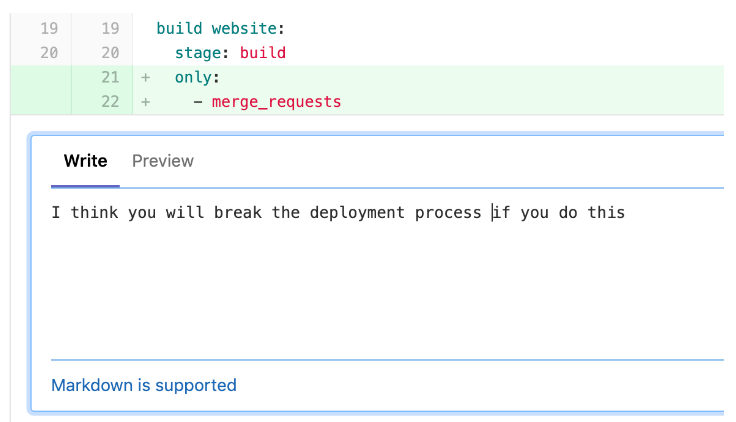 19 19 build website:
20 20 stage: build
21 + only:
22 + - merge_requests
Write Preview
I think you will break the deployment process if you do this
Markdown is supported